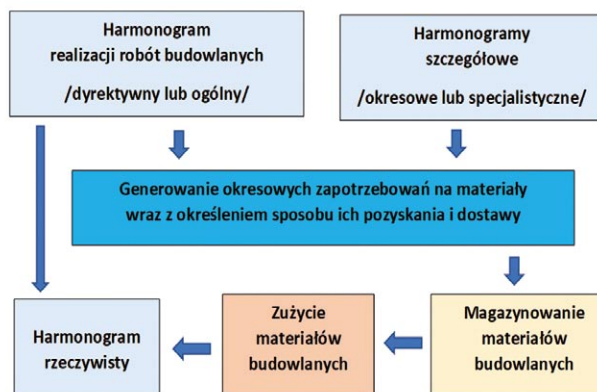 Harmonogram
realizacji robót budowlanych
/dyrektywny lub ogólny/
Harmonogramy
szczegółowe
/okresowe lub specjalistyczne/
Generowanie okresowych zapotrzebowań na materiały
wraz z określeniem sposobu ich pozyskania i dostawy
Harmonogram
rzeczywisty
Zużycie
materiałów
budowlanych
Magazynowanie
materiałów
budowlanych